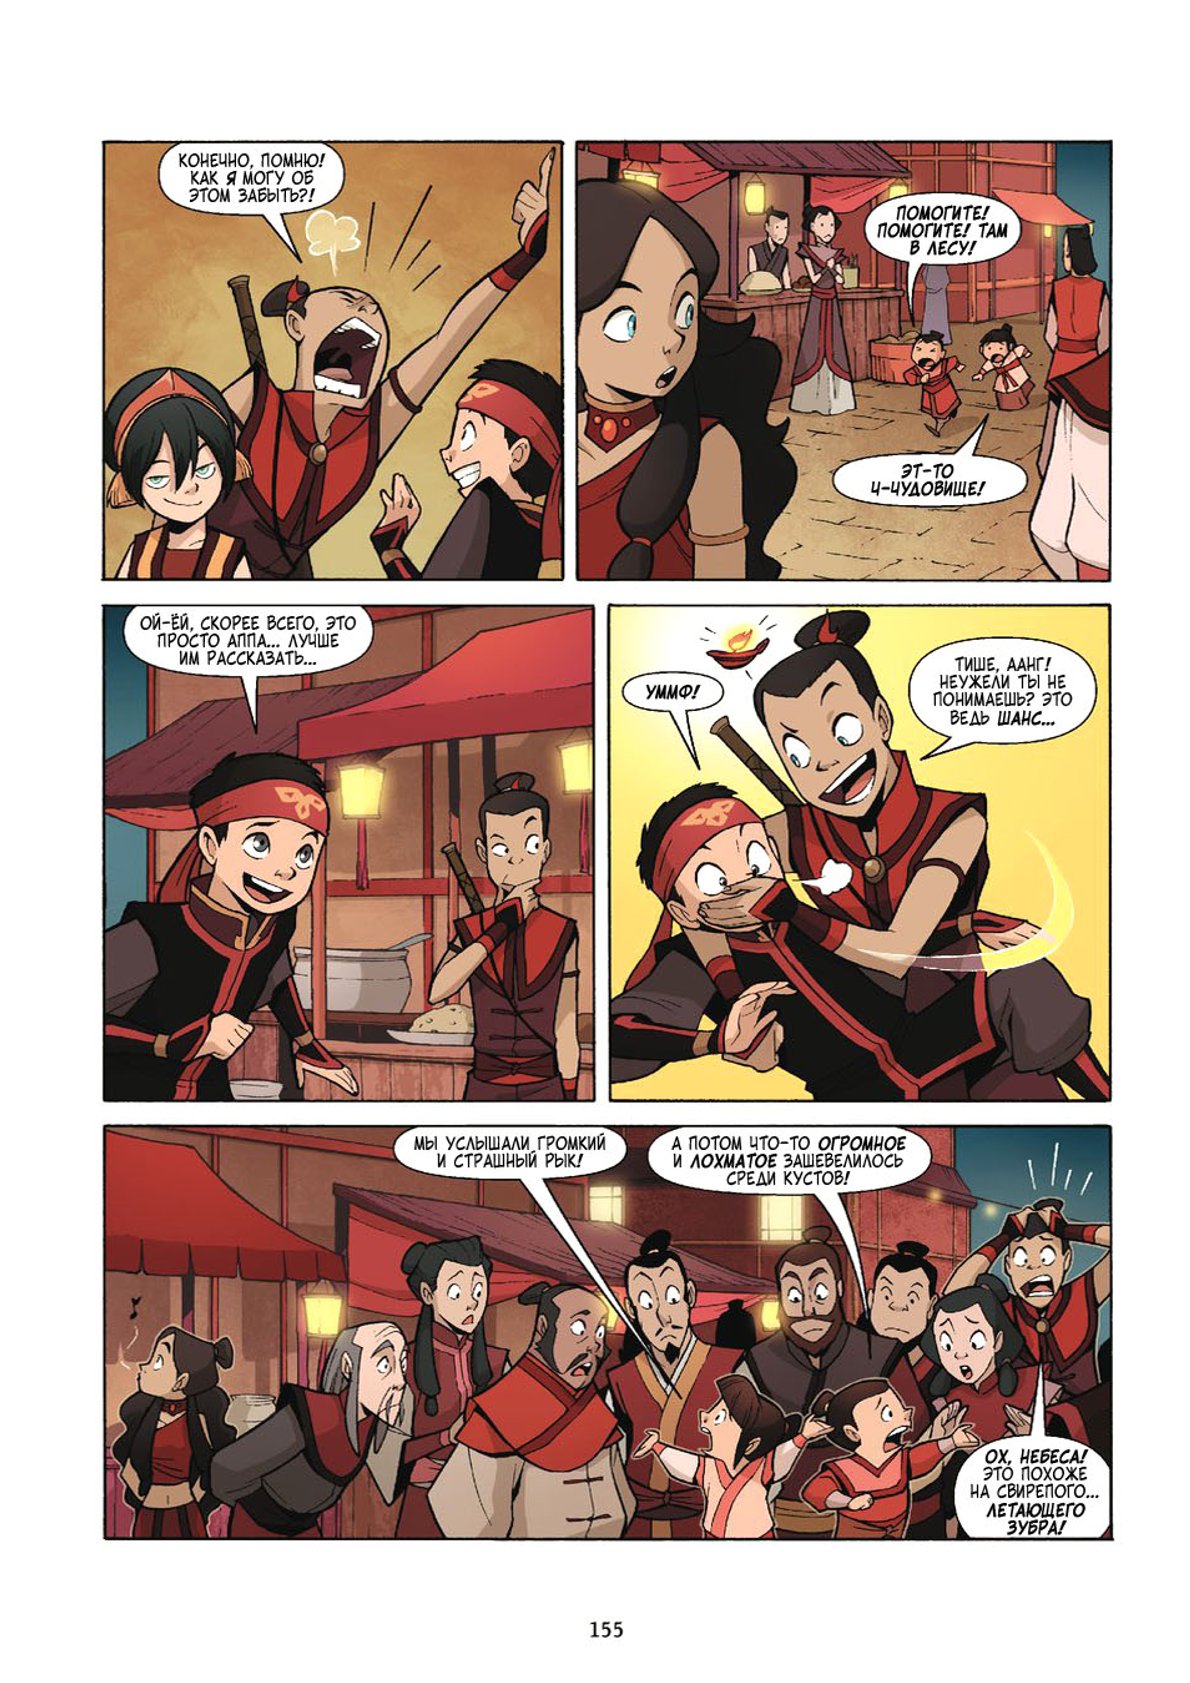 КОНЕЧНО, ПОМНЮ!
КАК Я МОГУ ОБ
ЭТОМ ЗАБЫТЬ?!
ПОМОГИТЕ!
ПОМОГИТЕ! ТАМ
В ЛЕСУ!
ЭТ-ТО
Ч-ЧУДОВИЩЕ!
ОЙ-ЁЙ, СКОРЕЕ ВСЕГО, ЭТО
ПРОСТО АППА... ЛУЧШЕ
ИМ РАССКАЗАТЬ...
УММФ!
ТИШЕ, ААНГ!
НЕУЖЕЛИ ТЫ НЕ
ПОНИМАЕШЬ? ЭТО
ВЕДЬ ШАНС...
МЫ УСЛЫШАЛИ ГРОМКИЙ
И СТРАШНЫЙ РЫК!
А ПОТОМ ЧТО-ТО ОГРОМНОЕ
И ЛОХМАТОЕ ЗАШЕВЕЛИЛОСЬ
СРЕДИ КУСТОВ!
ОХ, НЕБЕСА!
ЭТО ПОХОЖЕ
НА СВИРЕПОГО...
ЛЕТАЮЩЕГО
ЗУБРА!
155